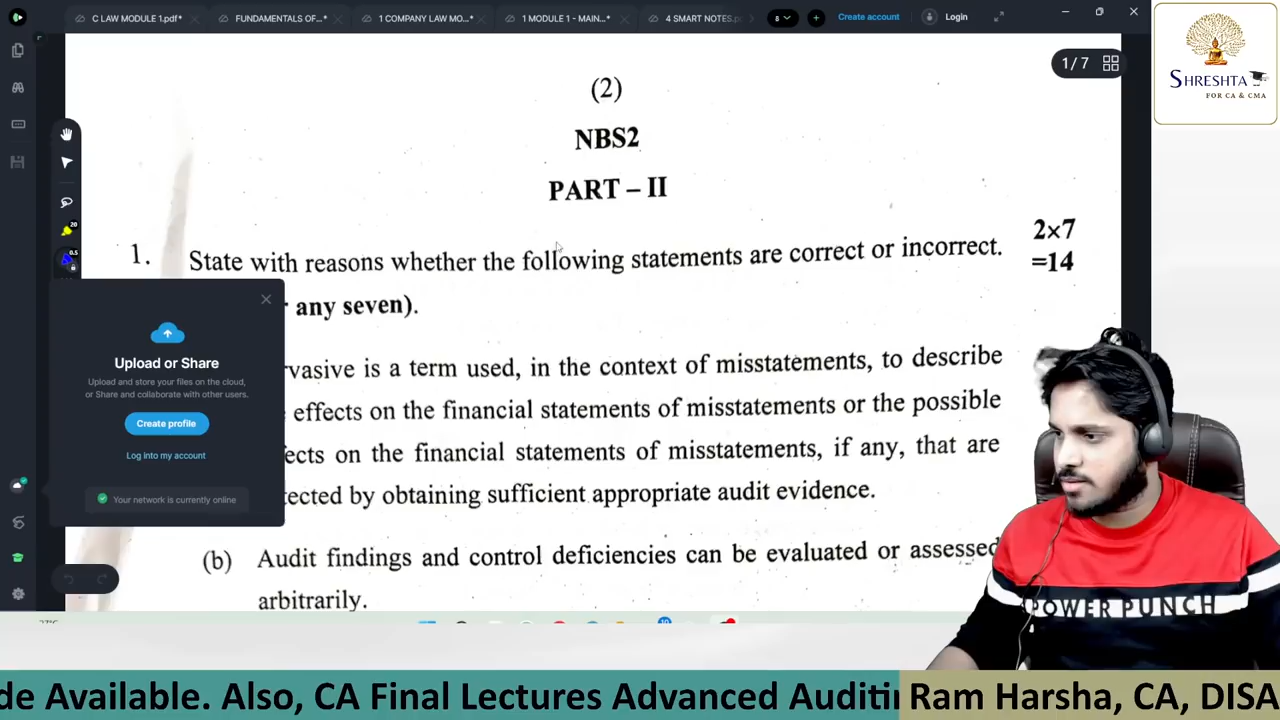 C LAW MODULE 1.pdf*
FUNDAMENTALS OF...*
1 COMPANY LAW MO...*
1 MODULE 1 - MAIN...*
4 SMART NOTES.p
8
Create account
Login
SHRESHTA
FOR CA & CMA
1 / 7
(2)
NBS2
PART – II
2×7
=14
1. State with reasons whether the following statements are correct or incorrect.
any seven).
vasive is a term used, in the context of misstatements, to describe
effects on the financial statements of misstatements or the possible
ects on the financial statements of misstatements, if any, that are
tected by obtaining sufficient appropriate audit evidence.
(b) Audit findings and control deficiencies can be evaluated or assessed
arbitrarily.
20
0.5
Upload or Share
Upload and store your files on the cloud,
or Share and collaborate with other users.
Create profile
Log into my account
Your network is currently online
POWER PUNCH
de Available. Also, CA Final Lectures Advanced Auditin
Ram Harsha, CA, DISA